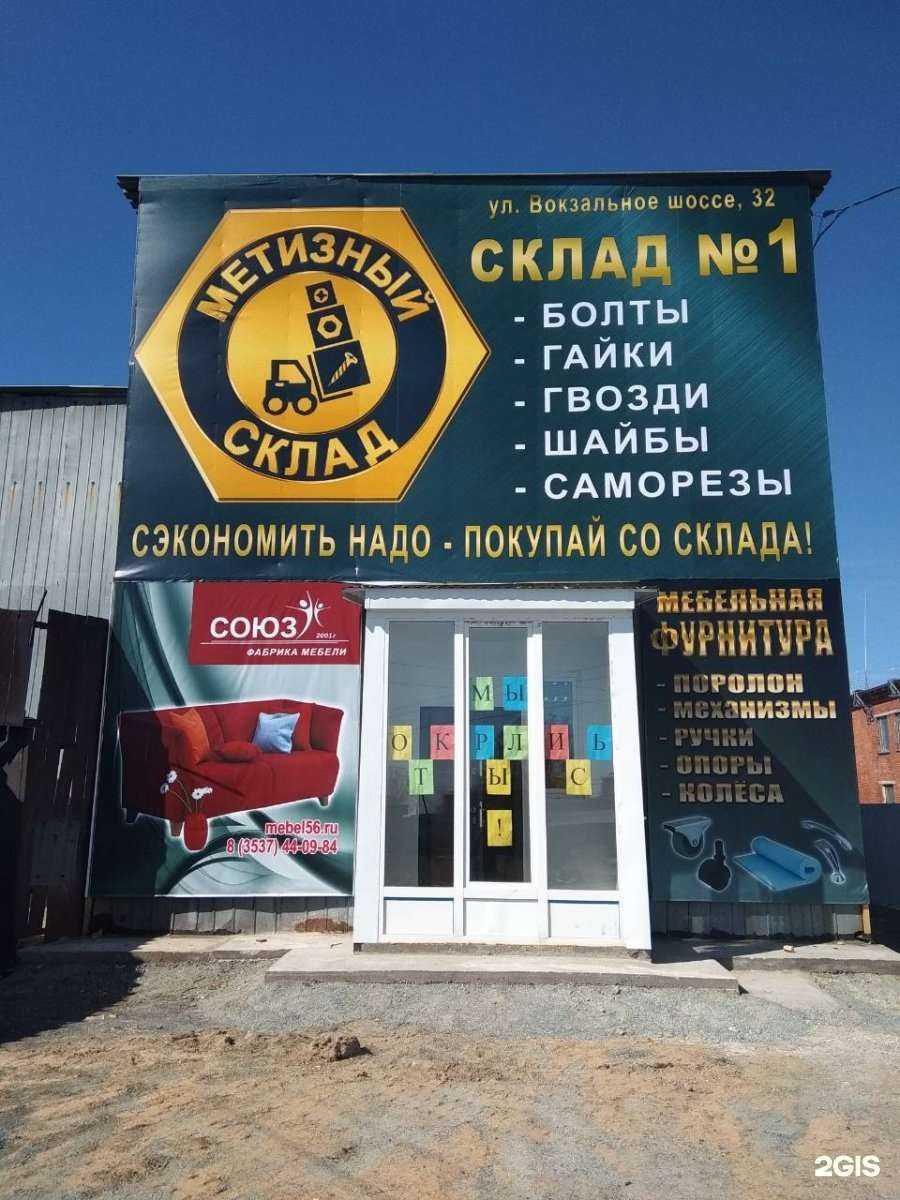 ул. Вокзальное шоссе, 32
МЕТИЗНЫЙ
СКЛАД
СКЛАД №1
- БОЛТЫ
- ГАЙКИ
- ГВОЗДИ
- ШАЙБЫ
- САМОРЕЗЫ
СЭКОНОМИТЬ НАДО - ПОКУПАЙ СО СКЛАДА!
СОЮЗ
2001г.
ФАБРИКА МЕБЕЛИ
mebel56.ru
8 (3537) 44-09-84
МЫ
ОКРЛИЬ
ТЫС
!
МЕБЕЛЬНАЯ
ФУРНИТУРА
- ПОРОЛОН
- МЕХАНИЗМЫ
- РУЧКИ
- ОПОРЫ
- КОЛЁСА
2GIS